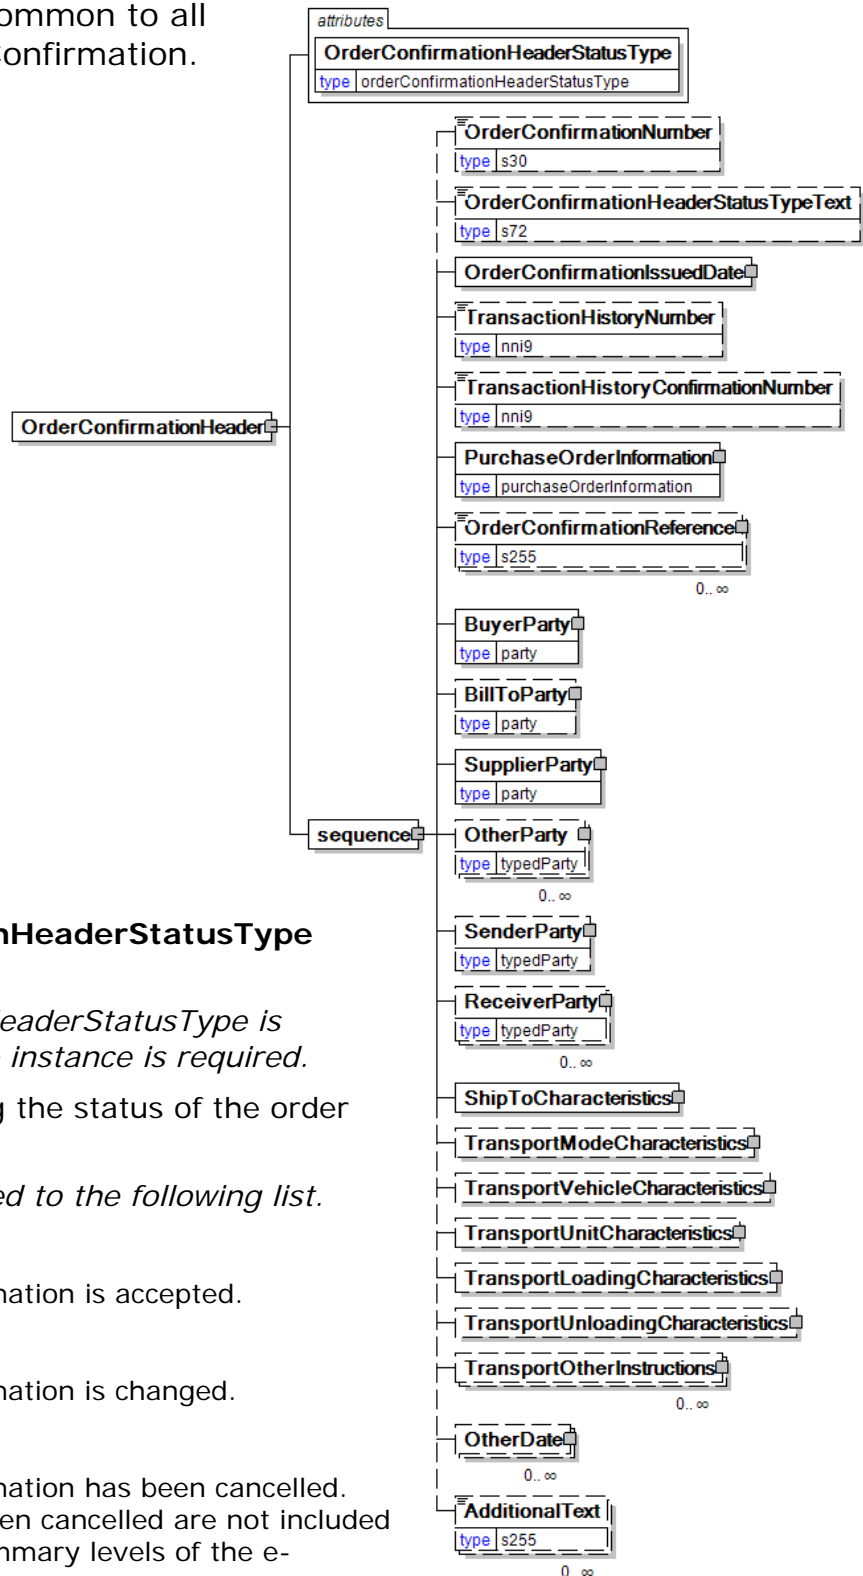 ommon to all
onfirmation.
attributes
OrderConfirmationHeaderStatusType
type orderConfirmationHeaderStatusType
OrderConfirmationNumber
type s30
OrderConfirmationHeaderStatusTypeText
type s72
OrderConfirmationIssuedDate
TransactionHistoryNumber
type nni9
TransactionHistoryConfirmationNumber
type nni9
OrderConfirmationHeader
PurchaseOrderInformation
type purchaseOrderInformation
OrderConfirmationReference
type s255
0..∞
BuyerParty
type party
BillToParty
type party
SupplierParty
type party
sequence
OtherParty
type typedParty
0..∞
nHeaderStatusType
SenderParty
type typedParty
HeaderStatusType is
instance is required.
ReceiverParty
type typedParty
0..∞
g the status of the order
ShipToCharacteristics
TransportModeCharacteristics
ed to the following list.
TransportVehicleCharacteristics
TransportUnitCharacteristics
nation is accepted.
TransportLoadingCharacteristics
TransportUnloadingCharacteristics
nation is changed.
TransportOtherInstructions
0..∞
OtherDate
0..∞
nation has been cancelled.
en cancelled are not included
mmary levels of the e-
AdditionalText
type s255
0..∞